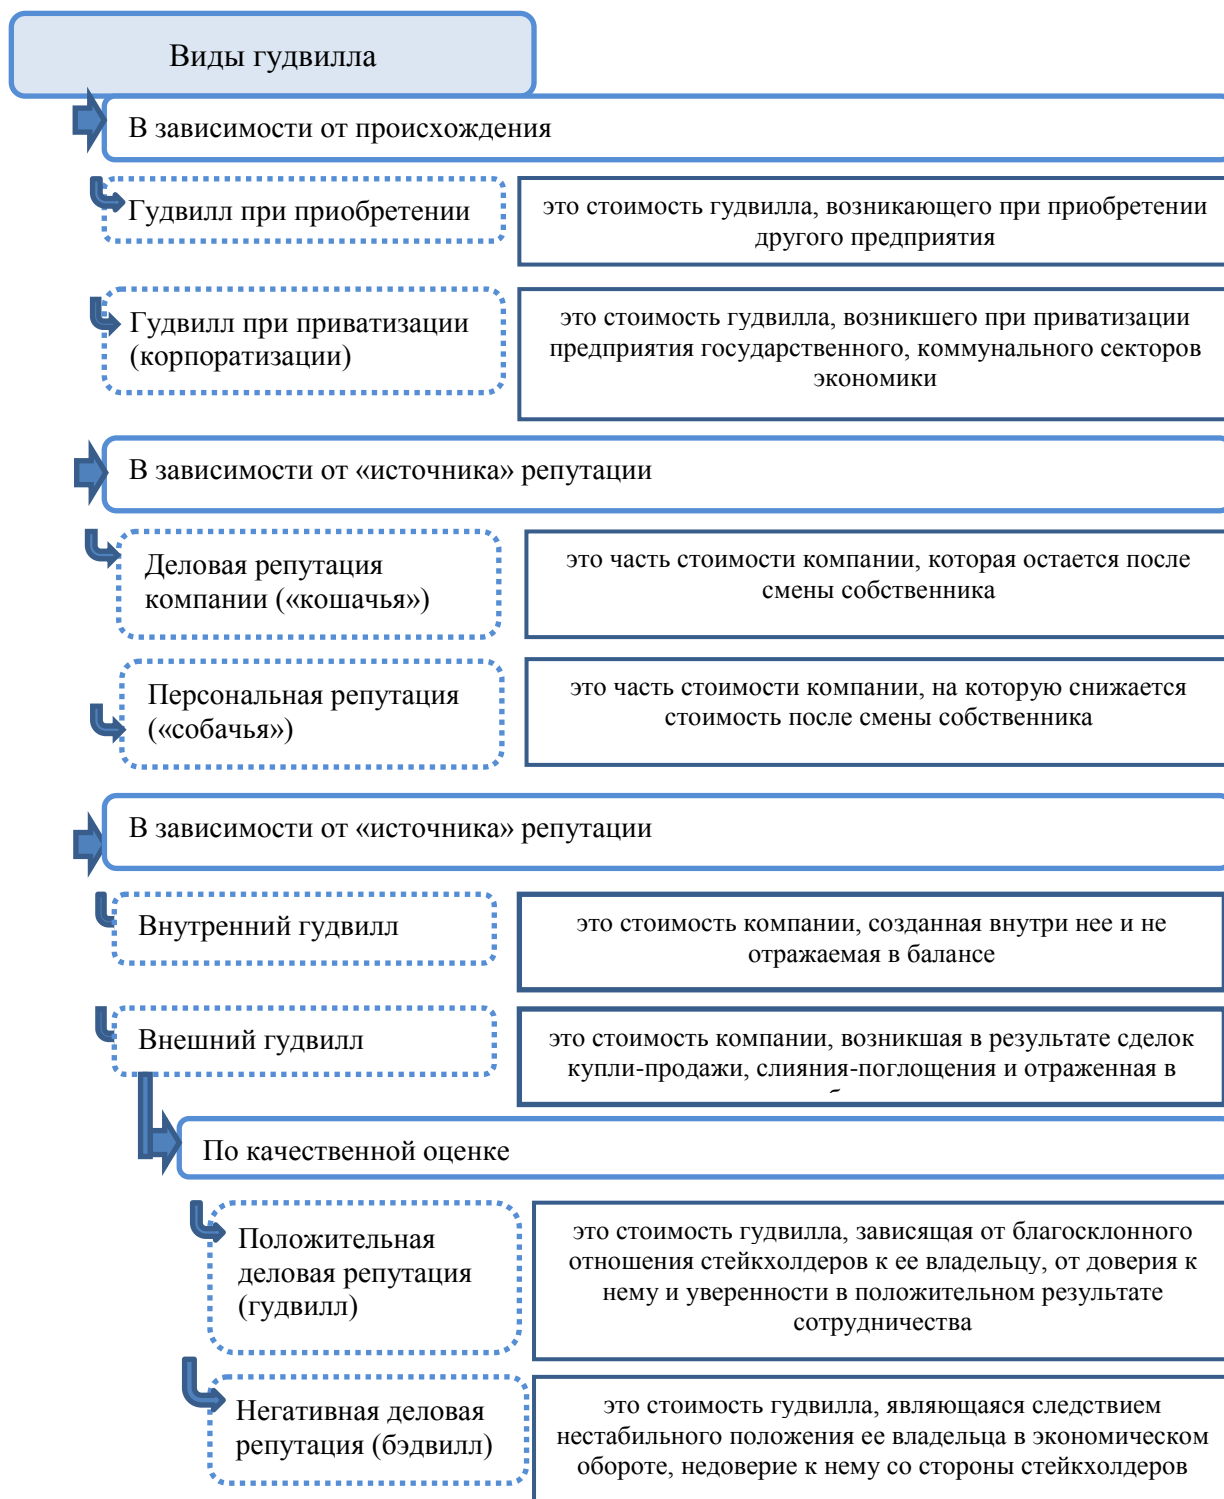 Виды гудвилла
В зависимости от происхождения
Гудвилл при приобретении
это стоимость гудвилла, возникающего при приобретении
другого предприятия
Гудвилл при приватизации
(корпоратизации)
это стоимость гудвилла, возникшего при приватизации
предприятия государственного, коммунального секторов
экономики
В зависимости от «источника» репутации
Деловая репутация
компании («кошачья»)
это часть стоимости компании, которая остается после
смены собственника
Персональная репутация
(«собачья»)
это часть стоимости компании, на которую снижается
стоимость после смены собственника
В зависимости от «источника» репутации
Внутренний гудвилл
это стоимость компании, созданная внутри нее и не
отражаемая в балансе
Внешний гудвилл
это стоимость компании, возникшая в результате сделок
купли-продажи, слияния-поглощения и отраженная в
По качественной оценке
Положительная
деловая репутация
(гудвилл)
это стоимость гудвилла, зависящая от благосклонного
отношения стейкхолдеров к ее владельцу, от доверия к
нему и уверенности в положительном результате
сотрудничества
Негативная деловая
репутация (бэдвилл)
это стоимость гудвилла, являющаяся следствием
нестабильного положения ее владельца в экономическом
обороте, недоверие к нему со стороны стейкхолдеров